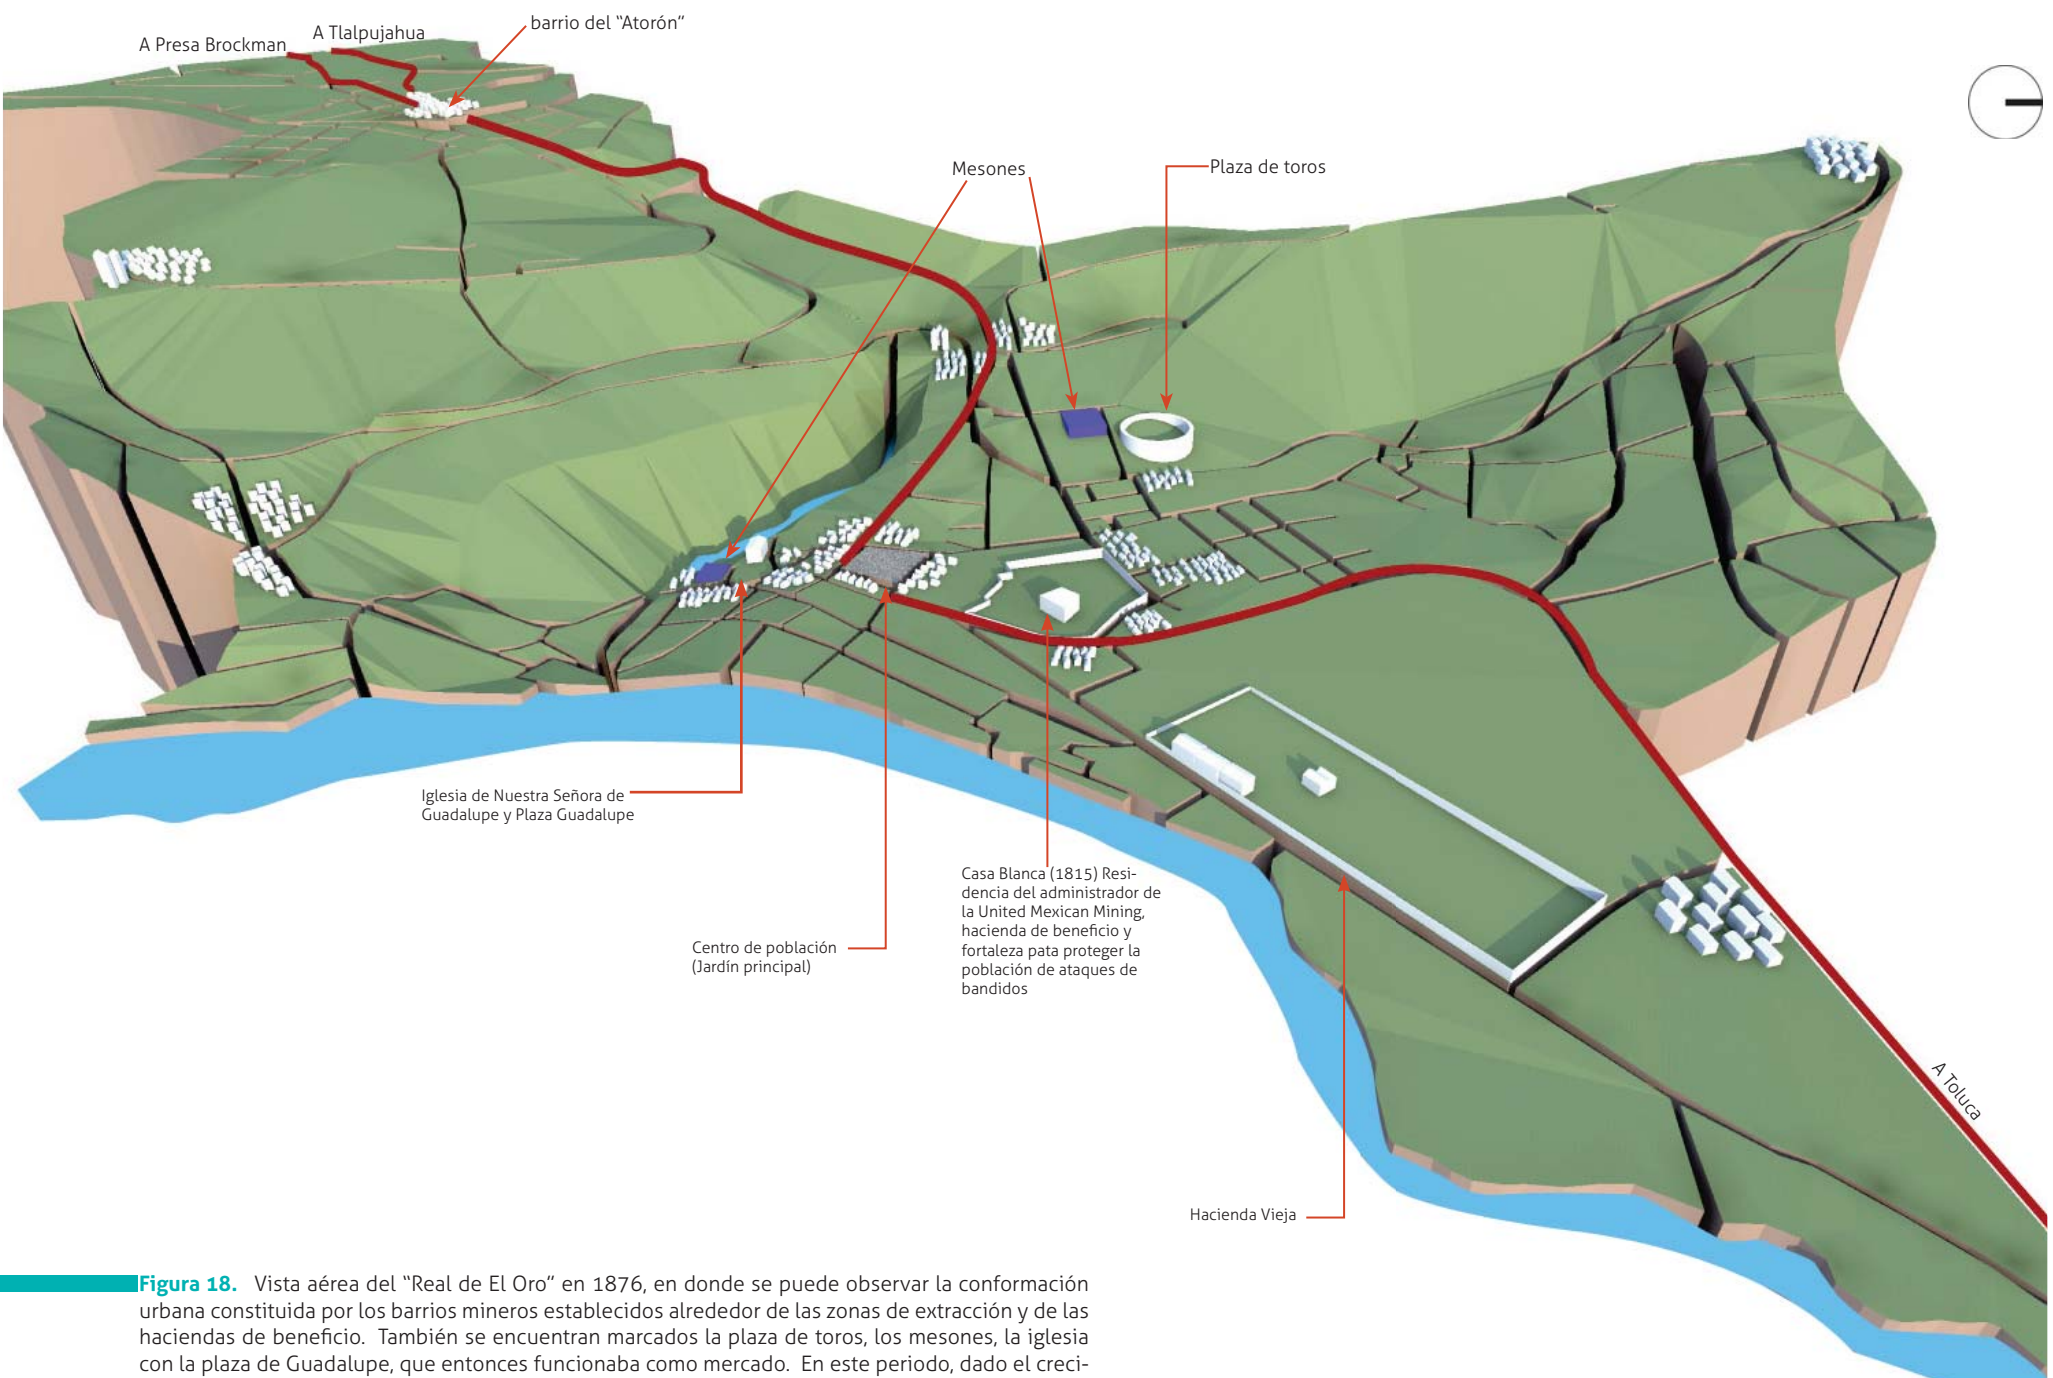 A Presa Brockman
A Tlalpujahua
barrio del “Atorón”
Mesones
Plaza de toros
Iglesia de Nuestra Señora de
Guadalupe y Plaza Guadalupe
Centro de población
(Jardín principal)
Casa Blanca (1815) Resi-
dencia del administrador de
la United Mexican Mining,
hacienda de beneficio y
fortaleza pata proteger la
población de ataques de
bandidos
A Toluca
Hacienda Vieja
Figura 18. Vista aérea del “Real de El Oro” en 1876, en donde se puede observar la conformación
urbana constituida por los barrios mineros establecidos alrededor de las zonas de extracción y de las
haciendas de beneficio. También se encuentran marcados la plaza de toros, los mesones, la iglesia
con la plaza de Guadalupe, que entonces funcionaba como mercado. En este periodo, dado el creci-